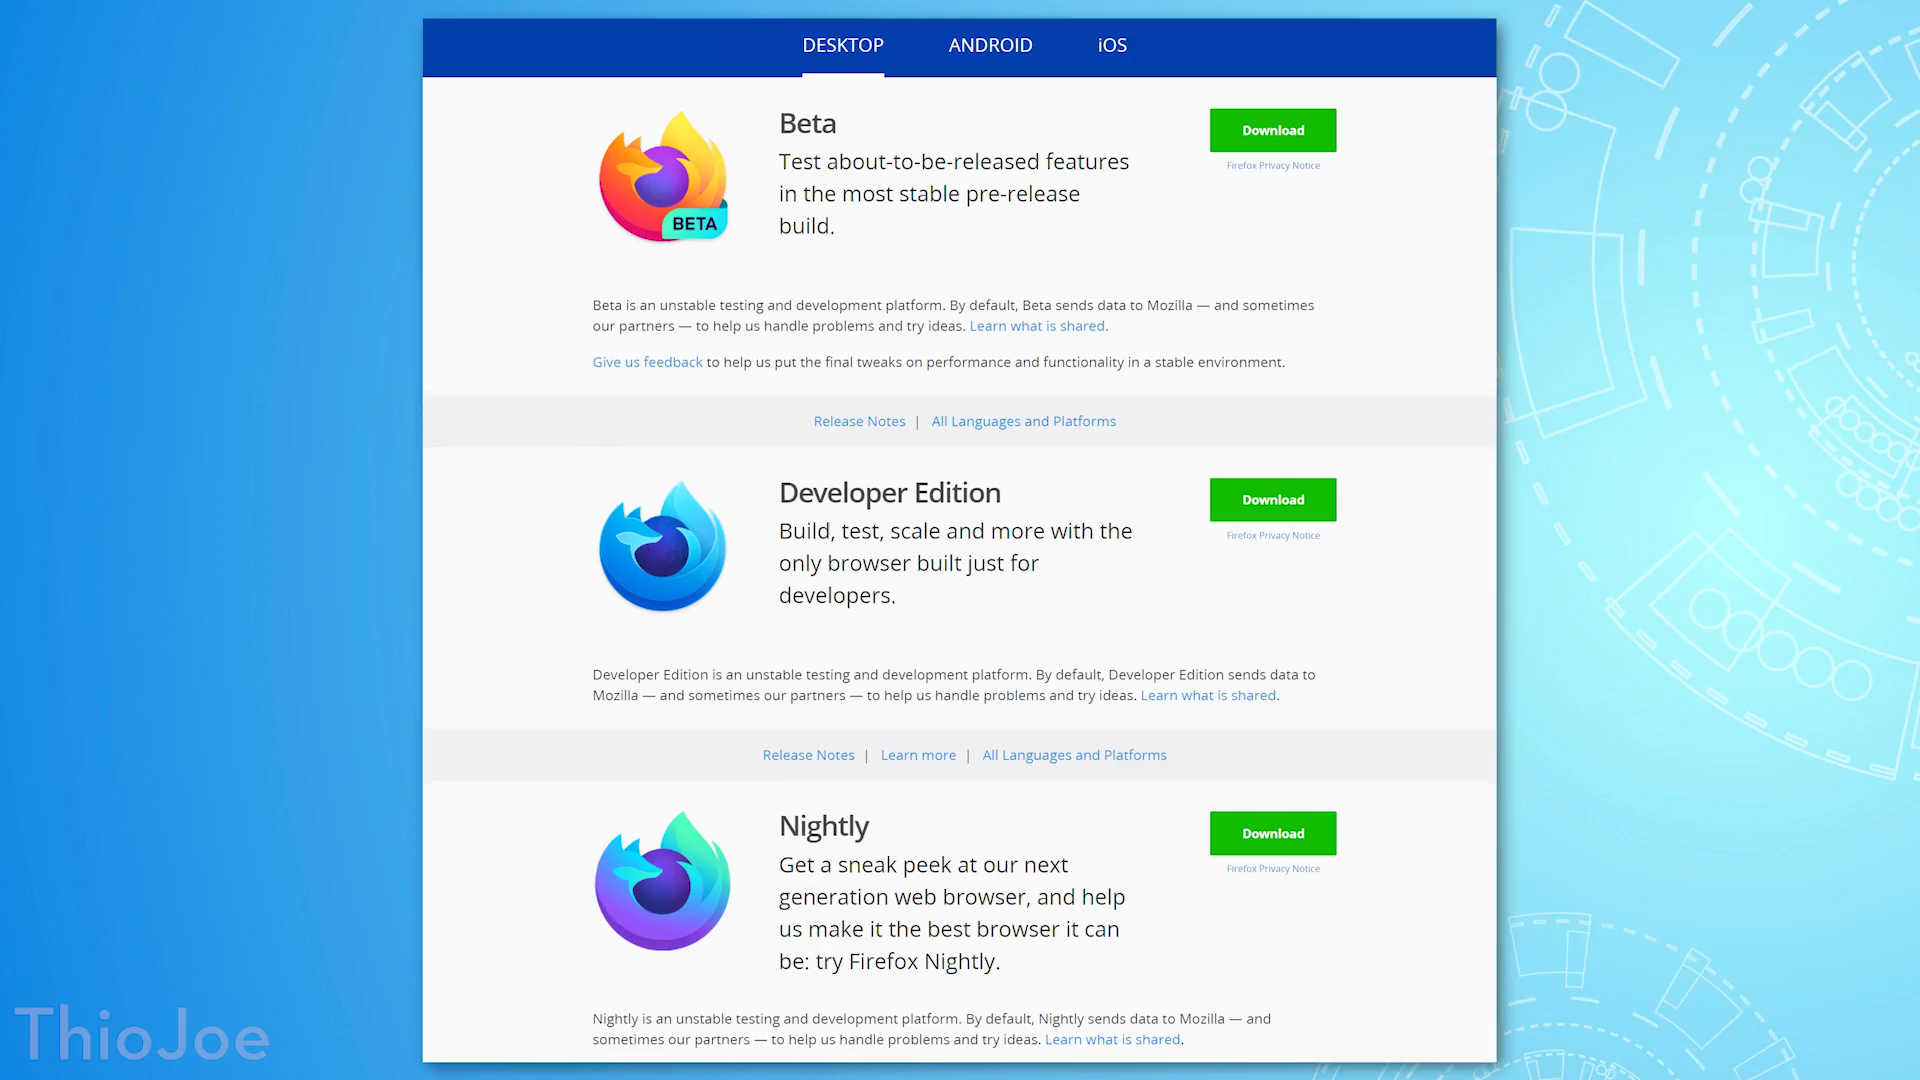 DESKTOP ANDROID iOS
Beta
Test about-to-be-released features
in the most stable pre-release
build.
Download
Firefox Privacy Notice
BETA
Beta is an unstable testing and development platform. By default, Beta sends data to Mozilla — and sometimes
our partners — to help us handle problems and try ideas. Learn what is shared.
Give us feedback to help us put the final tweaks on performance and functionality in a stable environment.
Release Notes | All Languages and Platforms
Developer Edition
Build, test, scale and more with the
only browser built just for
developers.
Download
Firefox Privacy Notice
Developer Edition is an unstable testing and development platform. By default, Developer Edition sends data to
Mozilla — and sometimes our partners — to help us handle problems and try ideas. Learn what is shared.
Release Notes | Learn more | All Languages and Platforms
Nightly
Get a sneak peek at our next
generation web browser, and help
us make it the best browser it can
be: try Firefox Nightly.
Download
Firefox Privacy Notice
Nightly is an unstable testing and development platform. By default, Nightly sends data to Mozilla — and
sometimes our partners — to help us handle problems and try ideas. Learn what is shared.
ThioJoe